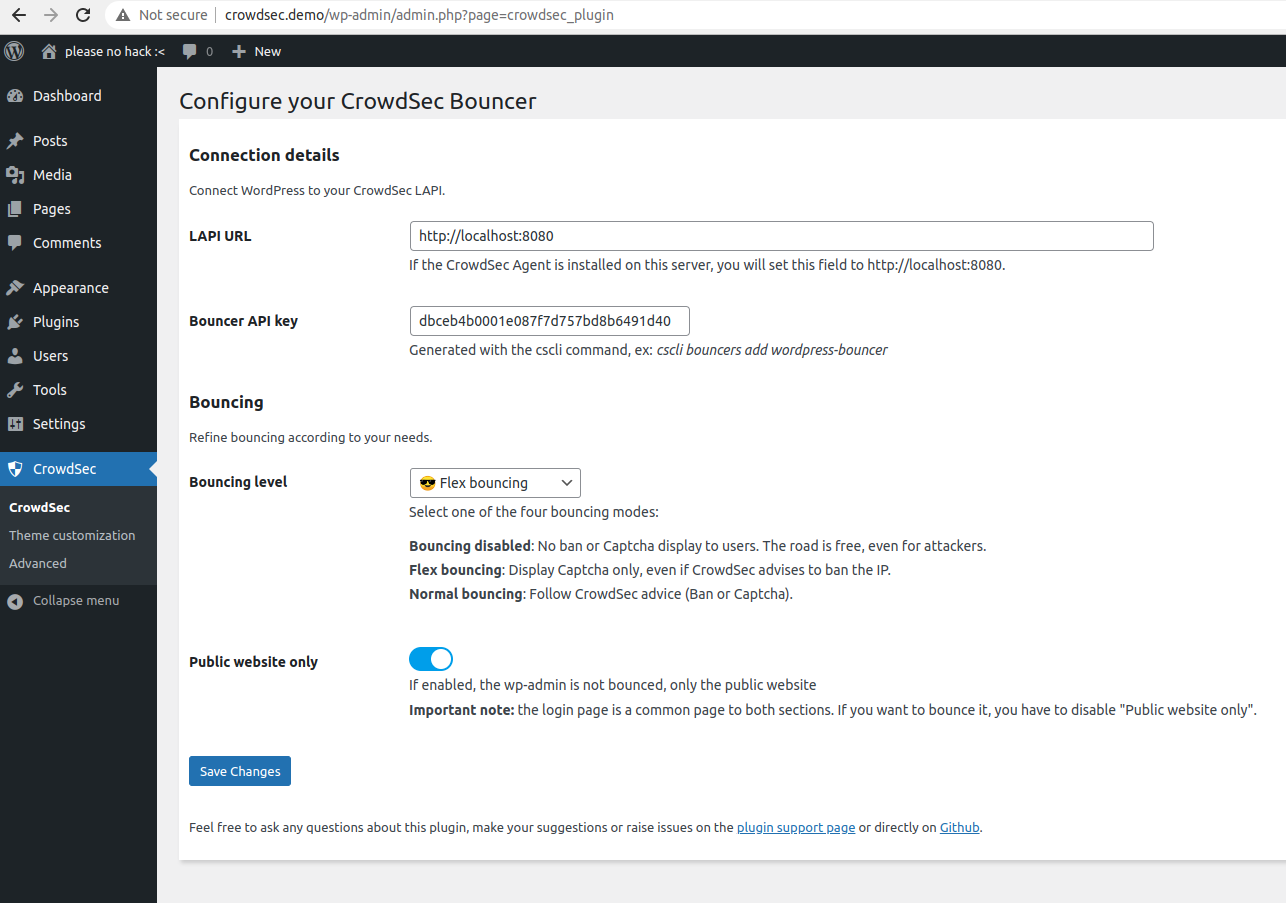 Not secure crowdsec.demo/wp-admin/admin.php?page=crowdsec_plugin
please no hack :< 0 New
Dashboard
Posts
Media
Pages
Comments
Appearance
Plugins
Users
Tools
Settings
CrowdSec
CrowdSec
Theme customization
Advanced
Collapse menu
Configure your CrowdSec Bouncer
Connection details
Connect WordPress to your CrowdSec LAPI.
LAPI URL
http://localhost:8080
If the CrowdSec Agent is installed on this server, you will set this field to http://localhost:8080.
Bouncer API key
dbceb4b0001e087f7d757bd8b6491d40
Generated with the cscli command, ex: cscli bouncers add wordpress-bouncer
Bouncing
Refine bouncing according to your needs.
Bouncing level
😎 Flex bouncing
Select one of the four bouncing modes:
Bouncing disabled: No ban or Captcha display to users. The road is free, even for attackers.
Flex bouncing: Display Captcha only, even if CrowdSec advises to ban the IP.
Normal bouncing: Follow CrowdSec advice (Ban or Captcha).
Public website only
If enabled, the wp-admin is not bounced, only the public website
Important note: the login page is a common page to both sections. If you want to bounce it, you have to disable "Public website only".
Save Changes
Feel free to ask any questions about this plugin, make your suggestions or raise issues on the plugin support page or directly on Github.